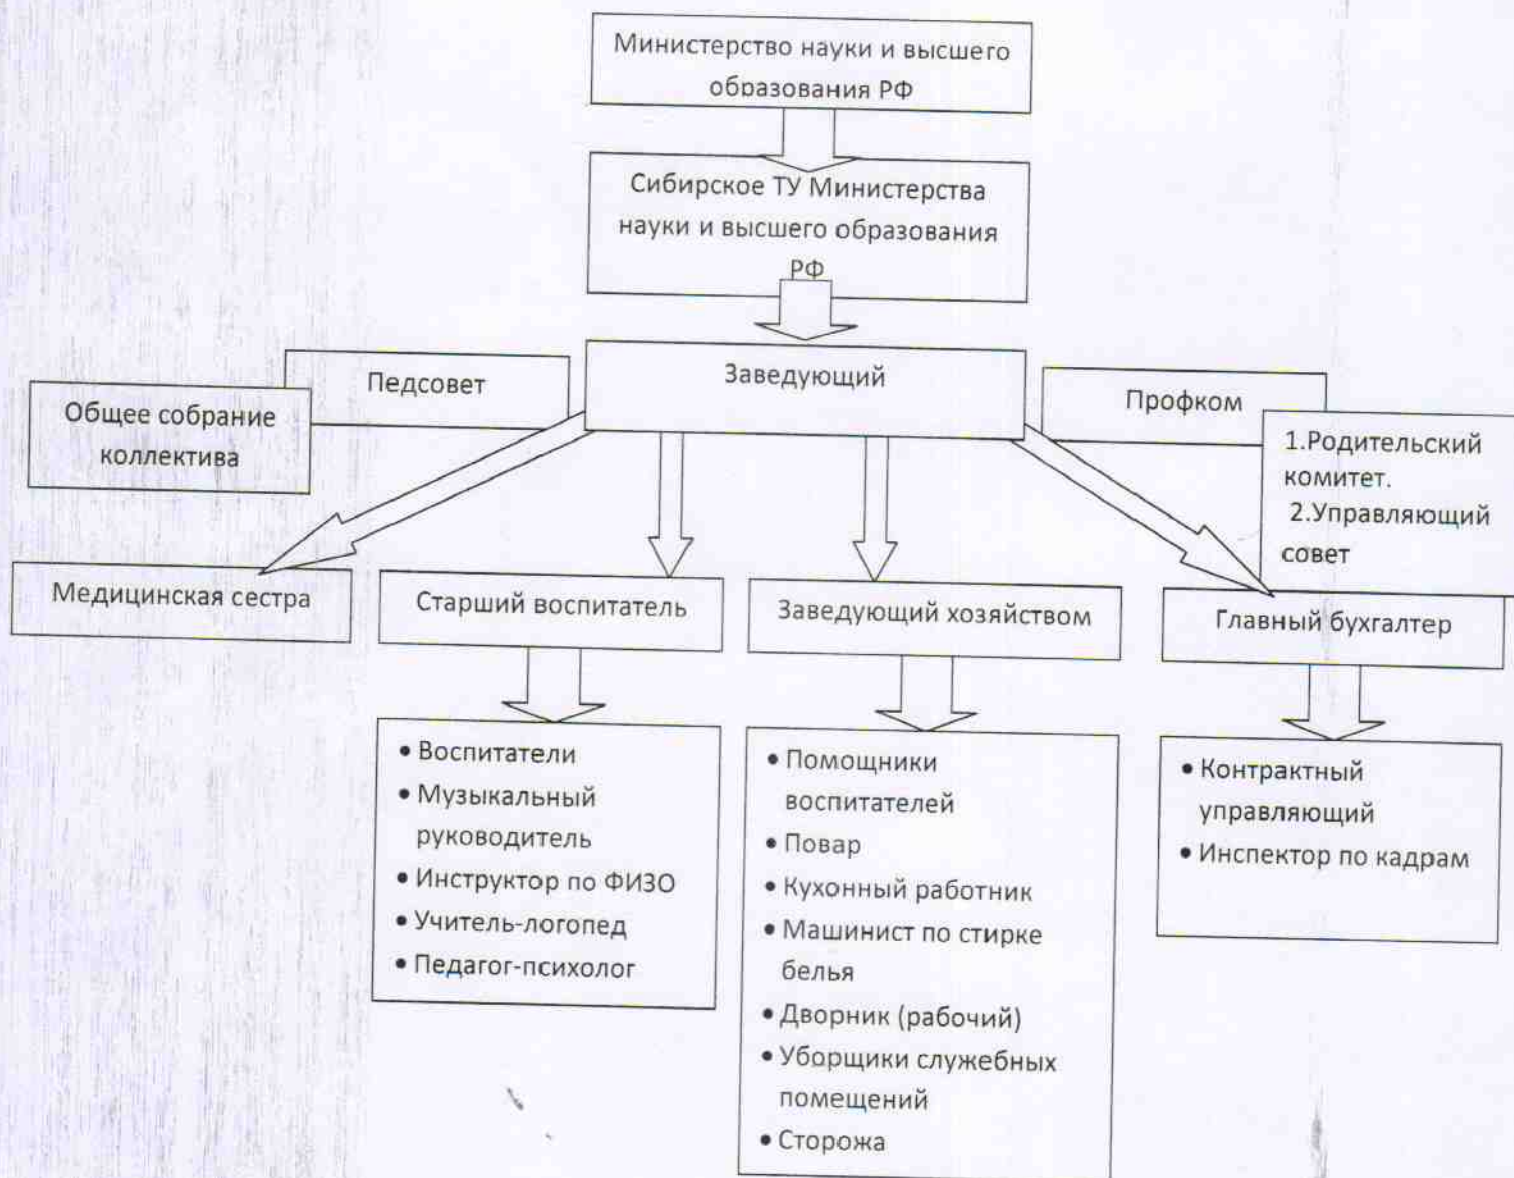 Министерство науки и высшего
образования РФ
Сибирское ТУ Министерства
науки и высшего образования
РФ
Заведующий
Педсовет
Общее собрание
коллектива
Профком
1.Родительский
комитет.
2.Управляющий
совет
Медицинская сестра
Старший воспитатель
Заведующий хозяйством
Главный бухгалтер
• Воспитатели
• Музыкальный
руководитель
• Инструктор по ФИЗО
• Учитель-логопед
• Педагог-психолог
• Помощники
воспитателей
• Повар
• Кухонный работник
• Машинист по стирке
белья
• Дворник (рабочий)
• Уборщики служебных
помещений
• Сторожа
• Контрактный
управляющий
• Инспектор по кадрам